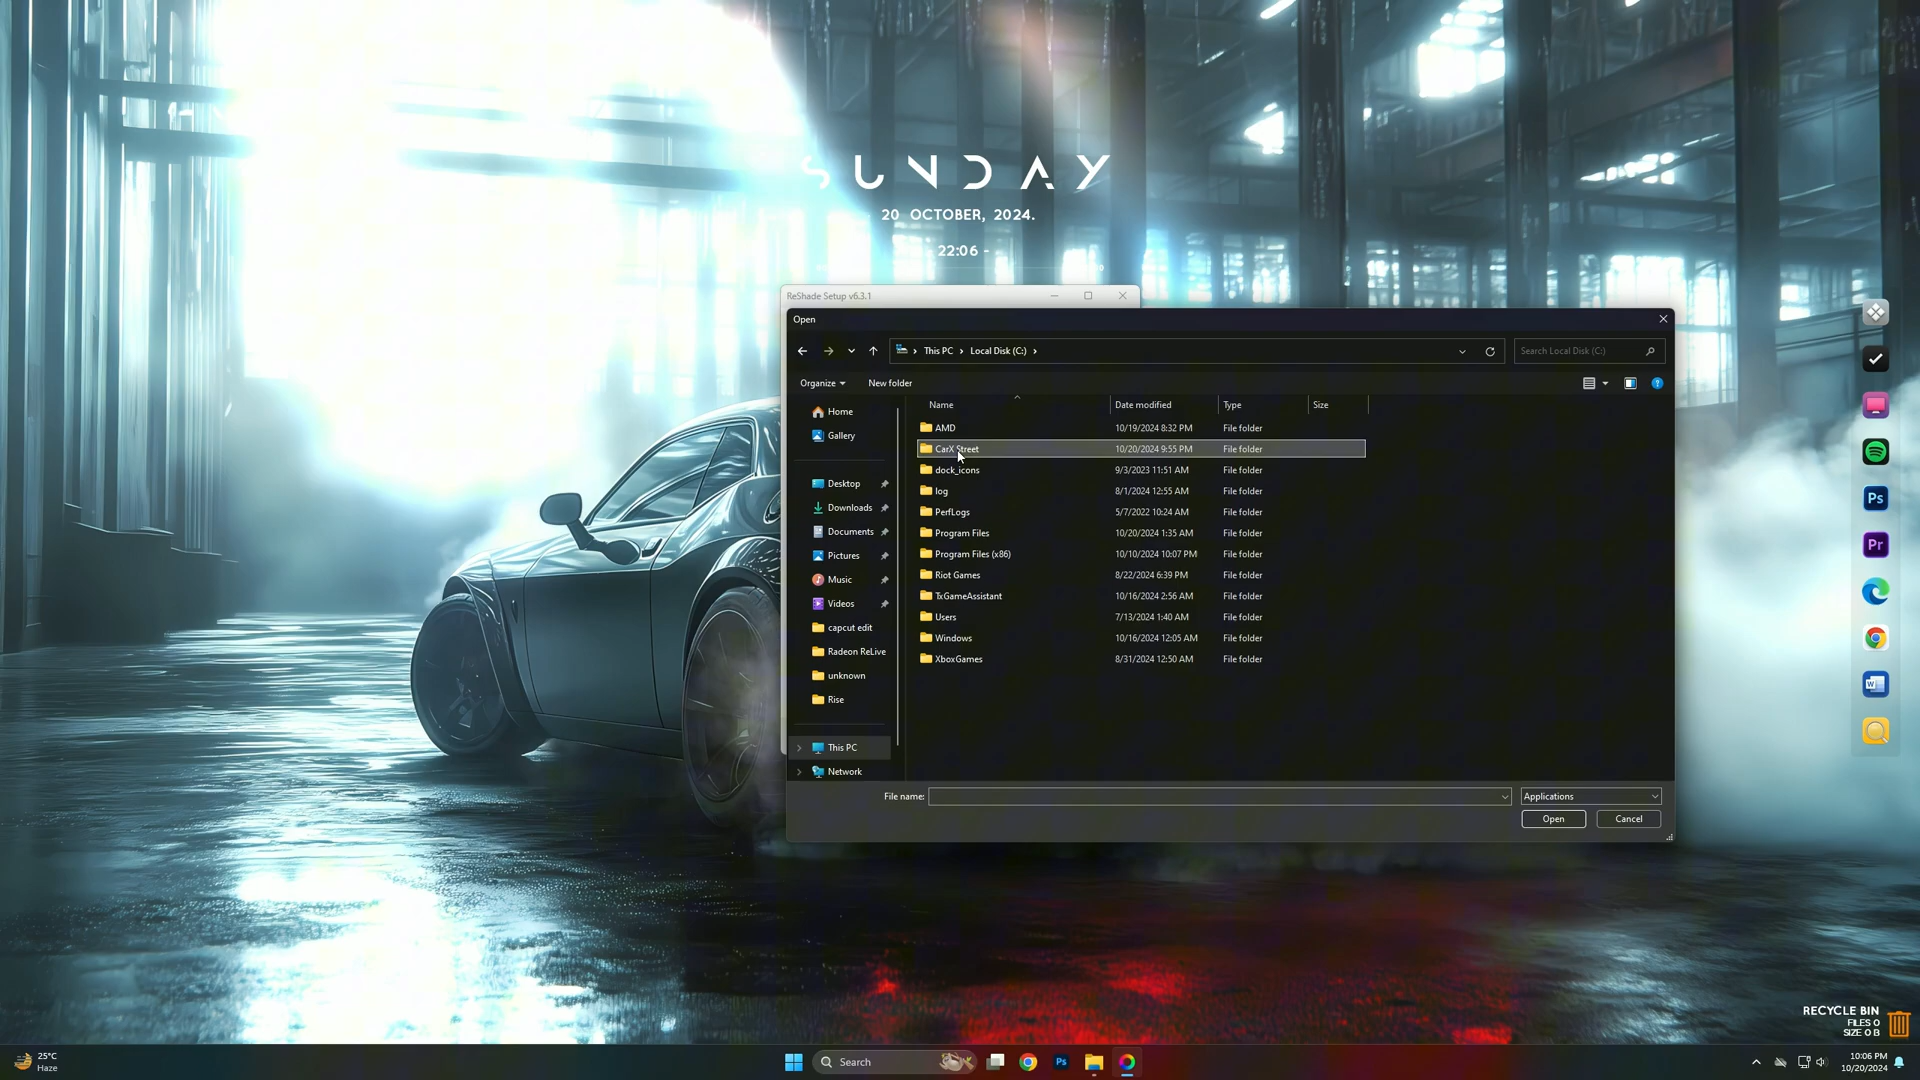 SUNDAY
20 OCTOBER, 2024.
- 22:06 -
ReShade Setup v6.3.1
Open
This PC
Local Disk (C:)
Search Local Disk (C:)
Organize
New folder
Name
Date modified
Type
Size
Home
Gallery
Desktop
Downloads
Documents
Pictures
Music
Videos
capcut edit
Radeon ReLive
unknown
Rise
This PC
Network
AMD 10/19/2024 8:32 PM File folder
CarX Street 10/20/2024 9:55 PM File folder
dock_icons 9/3/2023 11:51 AM File folder
log 8/1/2024 12:55 AM File folder
PerfLogs 5/7/2022 10:24 AM File folder
Program Files 10/20/2024 1:35 AM File folder
Program Files (x86) 10/10/2024 10:07 PM File folder
Riot Games 8/22/2024 6:39 PM File folder
TxGameAssistant 10/16/2024 2:56 AM File folder
Users 7/13/2024 1:40 AM File folder
Windows 10/16/2024 12:05 AM File folder
XboxGames 8/31/2024 12:50 AM File folder
File name:
Applications
Open
Cancel
Ps
Pr
W
RECYCLE BIN
FILES 0
SIZE 0 B
25°C
Haze
Search
Ps
10:06 PM
10/20/2024